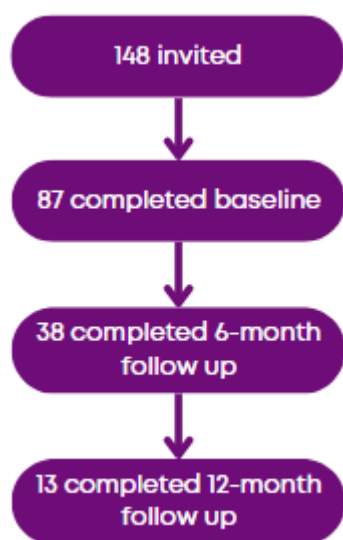 148 invited
87 completed baseline
38 completed 6-month
follow up
13 completed 12-month
follow up